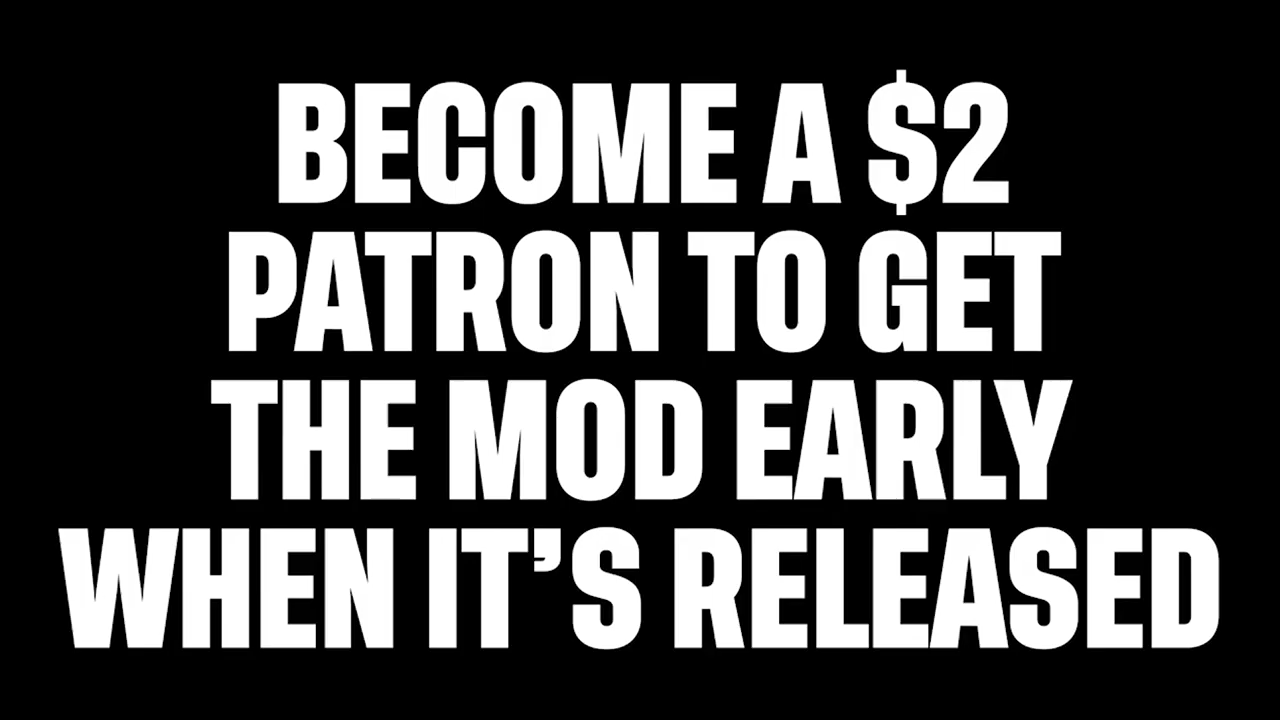 BECOME A $2
PATRON TO GET
THE MOD EARLY
WHEN IT’S RELEASED